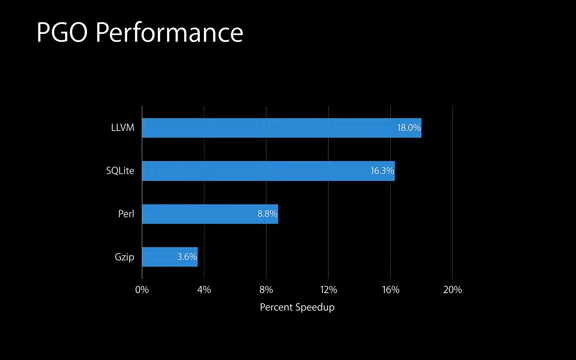 PGO Performance
LLVM
18.0%
SQLite
16.3%
Perl
8.8%
Gzip
3.6%
0% 4% 8% 12% 16% 20%
Percent Speedup